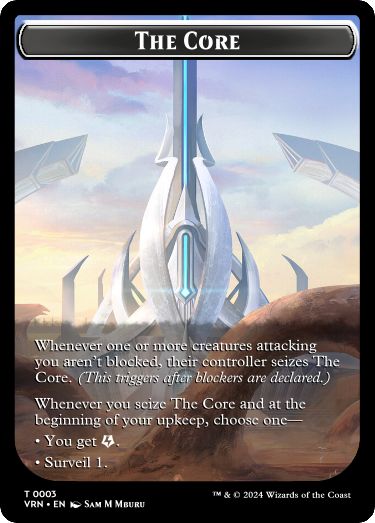 THE CORE
Whenever one or more creatures attacking
you aren't blocked, their controller seizes The
Core. (This triggers after blockers are declared.)
Whenever you seize The Core and at the
beginning of your upkeep, choose one—
• You get .
• Surveil 1.
T 0003
VRN • EN SAM M MBURU
™ & © 2024 Wizards of the Coast